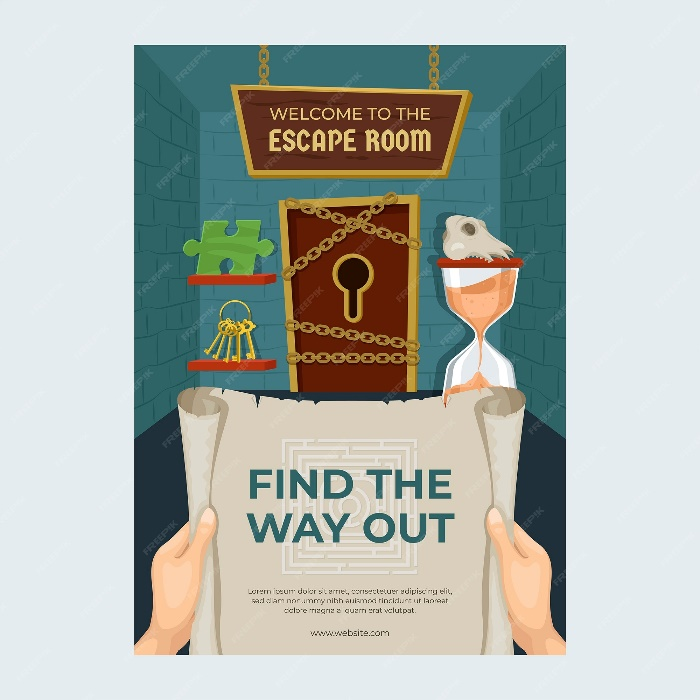 WELCOME TO THE
ESCAPE ROOM
FIND THE
WAY OUT
Lorem ipsum dolor sit amet, consectetuer adipiscing elit,
sed diam nonummy nibh euismod tincidunt ut laoreet
dolore magna aliquam erat volutpat.
www.website.com